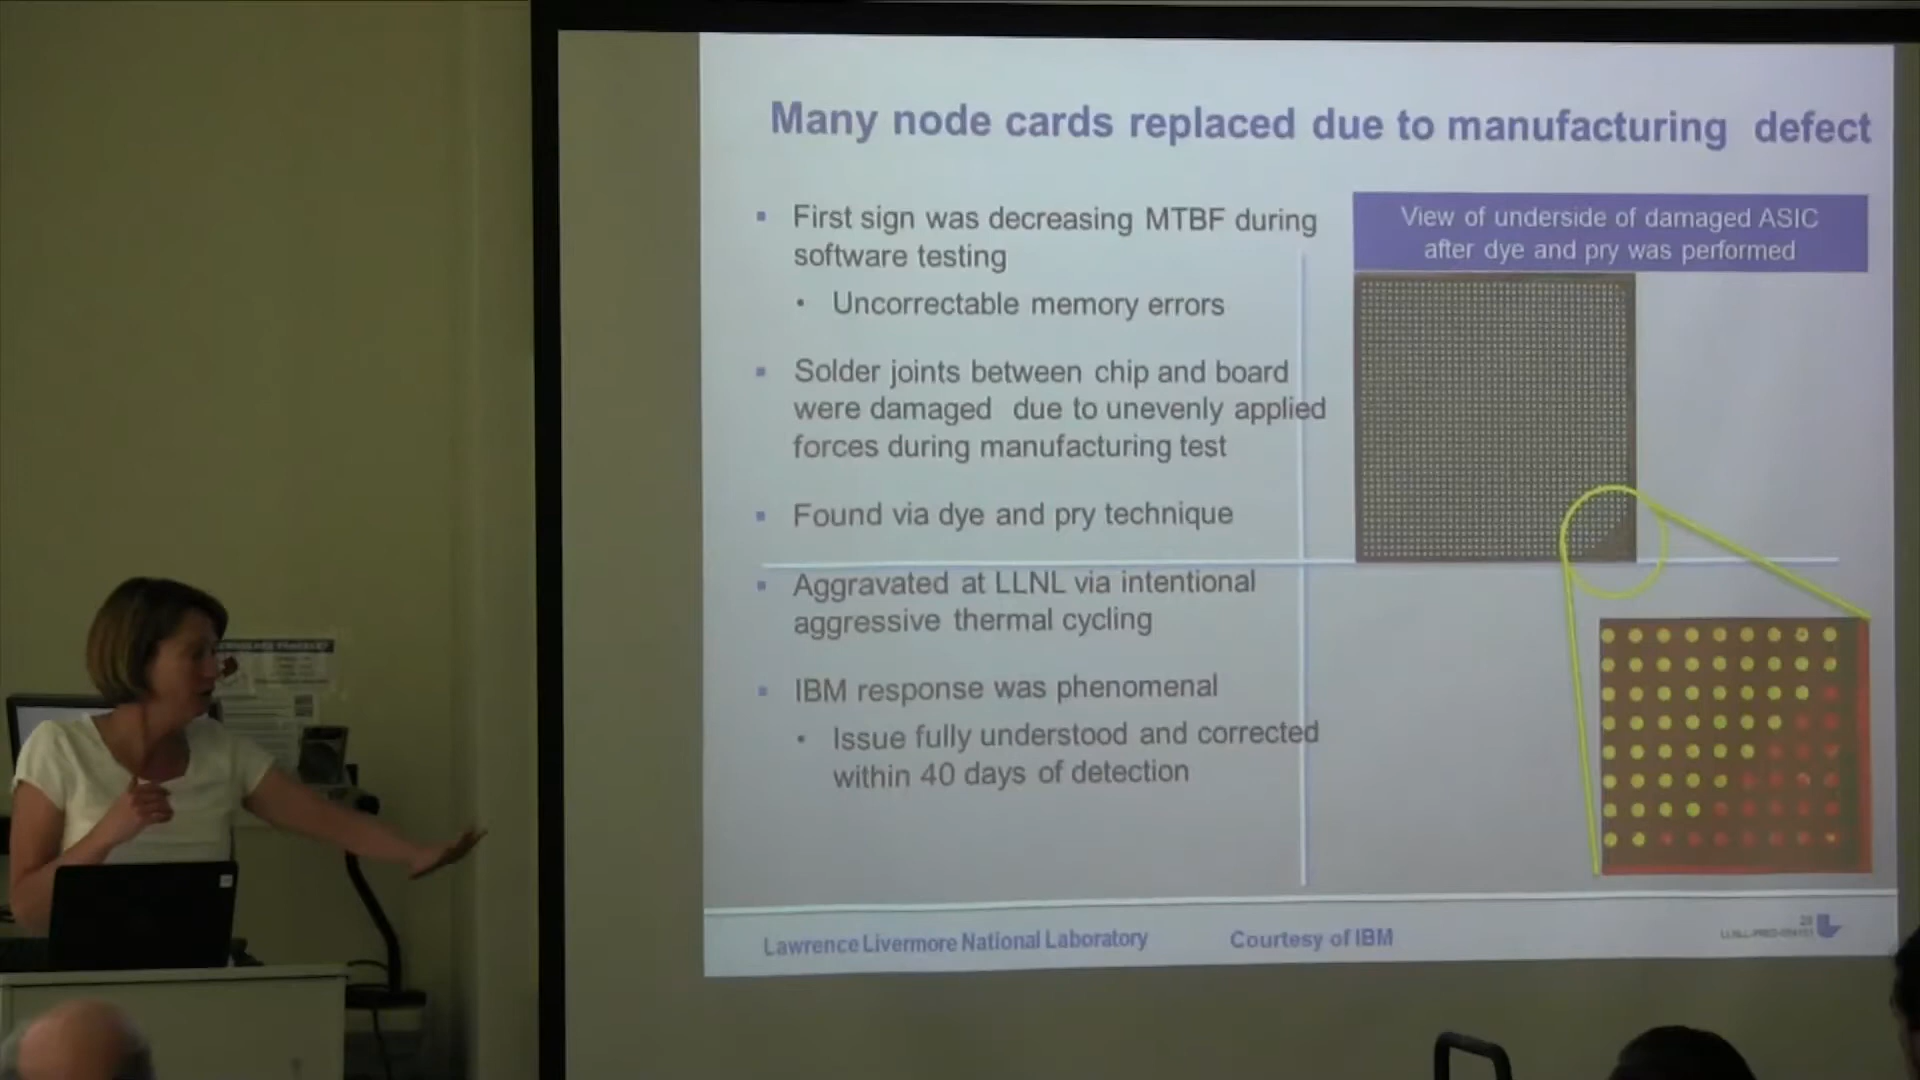 Many node cards replaced due to manufacturing defect
▪ First sign was decreasing MTBF during
software testing
• Uncorrectable memory errors
▪ Solder joints between chip and board
were damaged due to unevenly applied
forces during manufacturing test
▪ Found via dye and pry technique
▪ Aggravated at LLNL via intentional
aggressive thermal cycling
▪ IBM response was phenomenal
• Issue fully understood and corrected
within 40 days of detection
View of underside of damaged ASIC
after dye and pry was performed
Lawrence Livermore National Laboratory
Courtesy of IBM